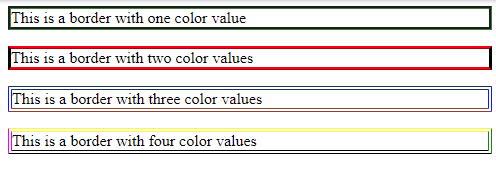 This is a border with one color value
This is a border with two color values
This is a border with three color values
This is a border with four color values